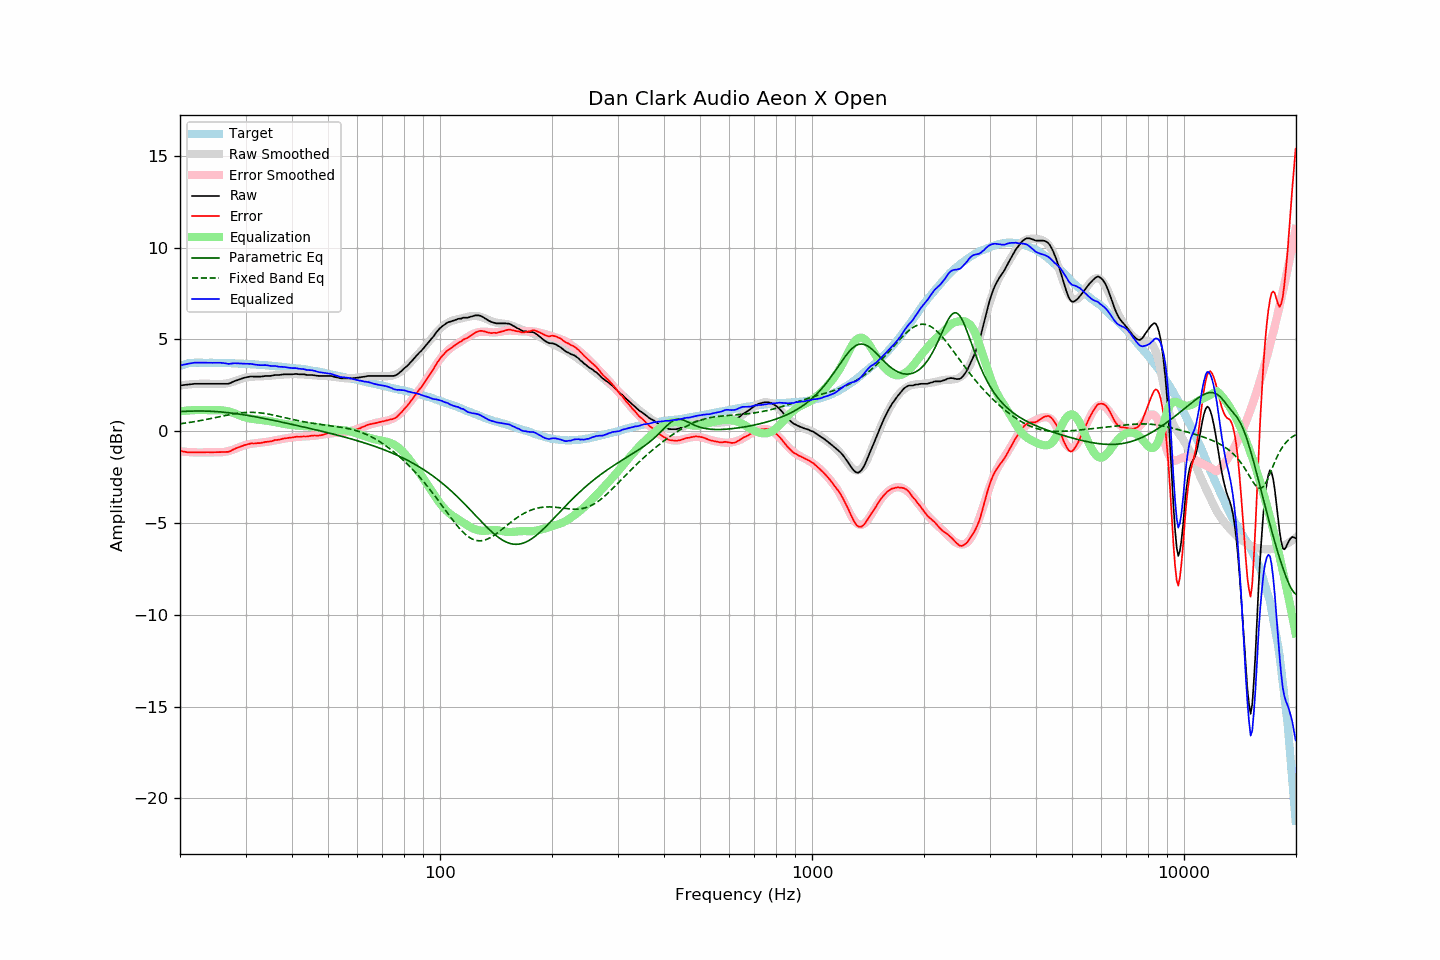 Dan Clark Audio Aeon X Open
Target
Raw Smoothed
Error Smoothed
Raw
Error
Equalization
Parametric Eq
Fixed Band Eq
Equalized
15
10
5
0
−5
−10
−15
−20
Amplitude (dBr)
100
1000
10000
Frequency (Hz)